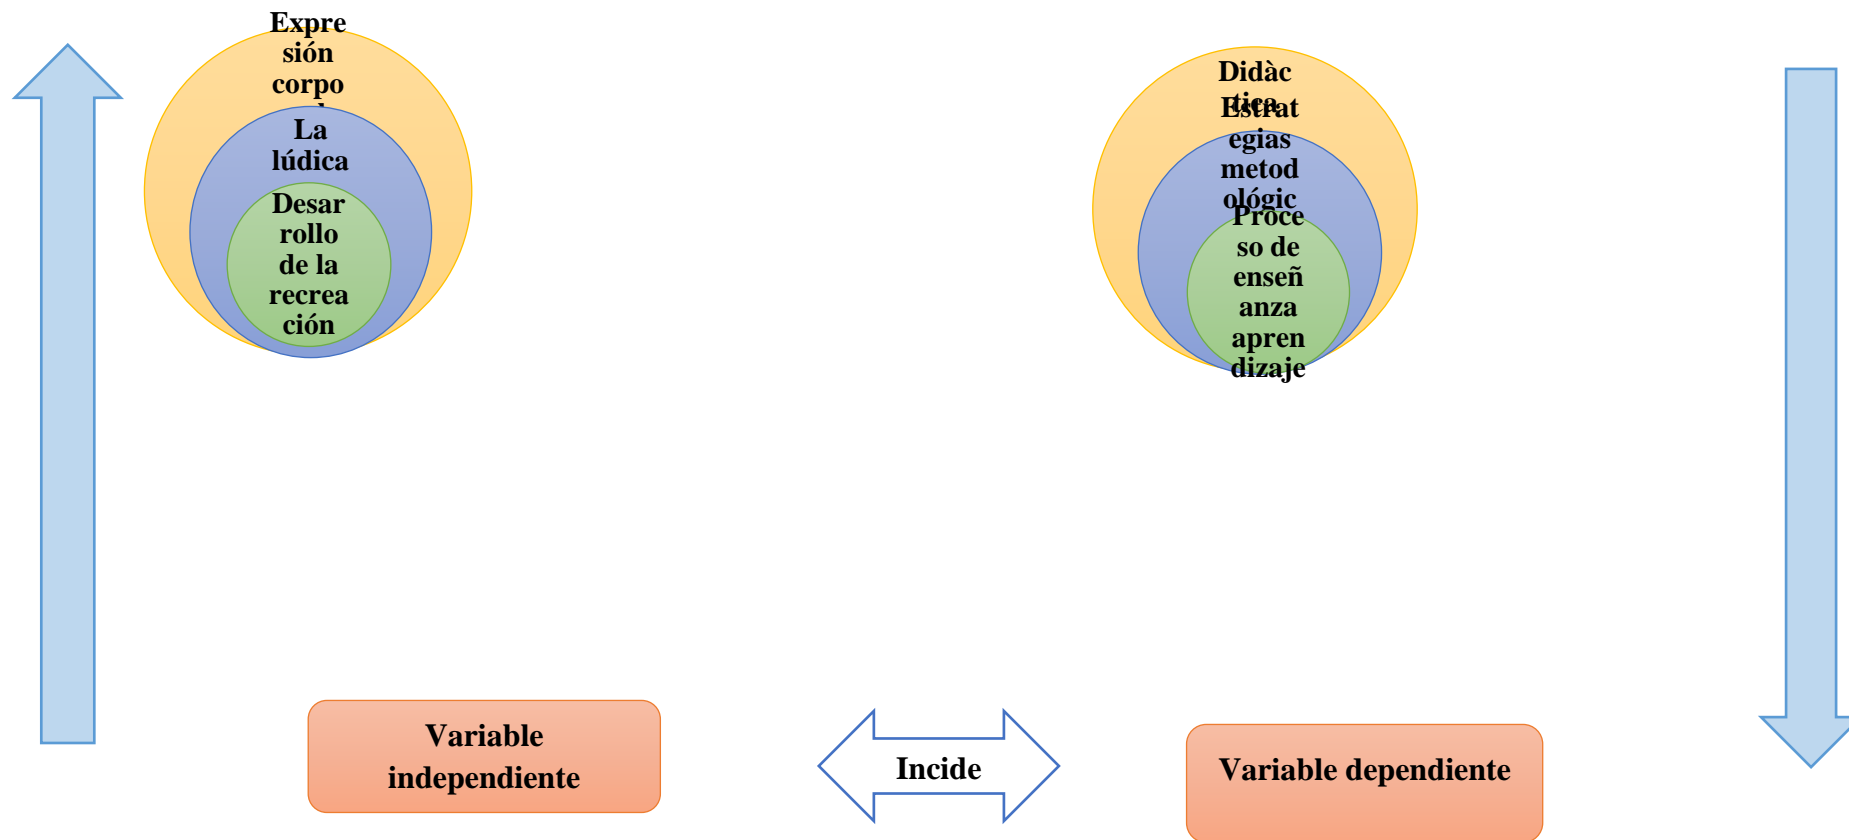 Expre
sión
corpo
La
lúdica
Desar
rollo
de la
recrea
ción
Didàc
tica
Estrat
egias
metod
ológic
Proce
so de
enseñ
anza
apren
dizaje
Variable
independiente
Incide
Variable dependiente